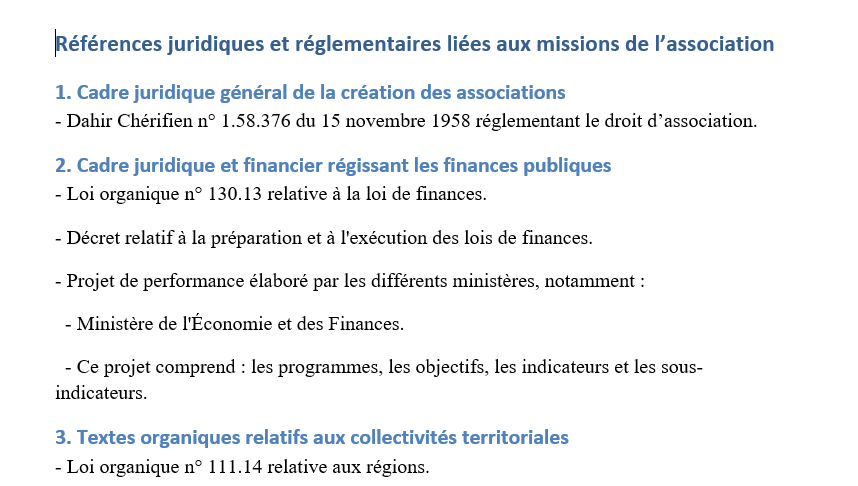 Références juridiques et réglementaires liées aux missions de l’association
1. Cadre juridique général de la création des associations
- Dahir Chérifien n° 1.58.376 du 15 novembre 1958 réglementant le droit d’association.
2. Cadre juridique et financier régissant les finances publiques
- Loi organique n° 130.13 relative à la loi de finances.
- Décret relatif à la préparation et à l'exécution des lois de finances.
- Projet de performance élaboré par les différents ministères, notamment :
- Ministère de l'Économie et des Finances.
- Ce projet comprend : les programmes, les objectifs, les indicateurs et les sous-
indicateurs.
3. Textes organiques relatifs aux collectivités territoriales
- Loi organique n° 111.14 relative aux régions.